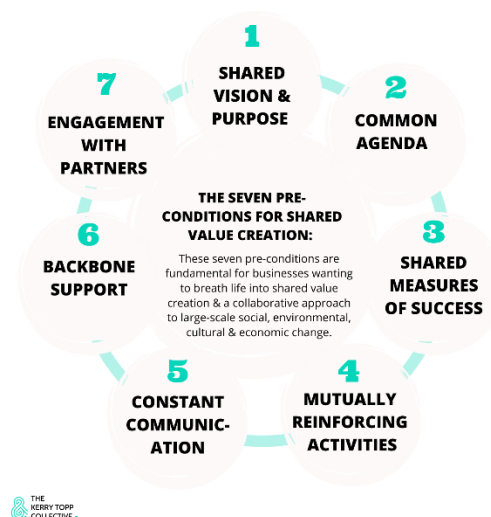 1
SHARED
VISION &
PURPOSE
2
COMMON
AGENDA
3
SHARED
MEASURES
OF SUCCESS
4
MUTUALLY
REINFORCING
ACTIVITIES
5
CONSTANT
COMMUNIC-
ATION
6
BACKBONE
SUPPORT
7
ENGAGEMENT
WITH
PARTNERS
THE SEVEN PRE-
CONDITIONS FOR SHARED
VALUE CREATION:
These seven pre-conditions are
fundamental for businesses wanting
to breath life into shared value
creation & a collaborative approach
to large-scale social, environmental,
cultural & economic change.
THE
KERRY TOPP
COLLECTIVE